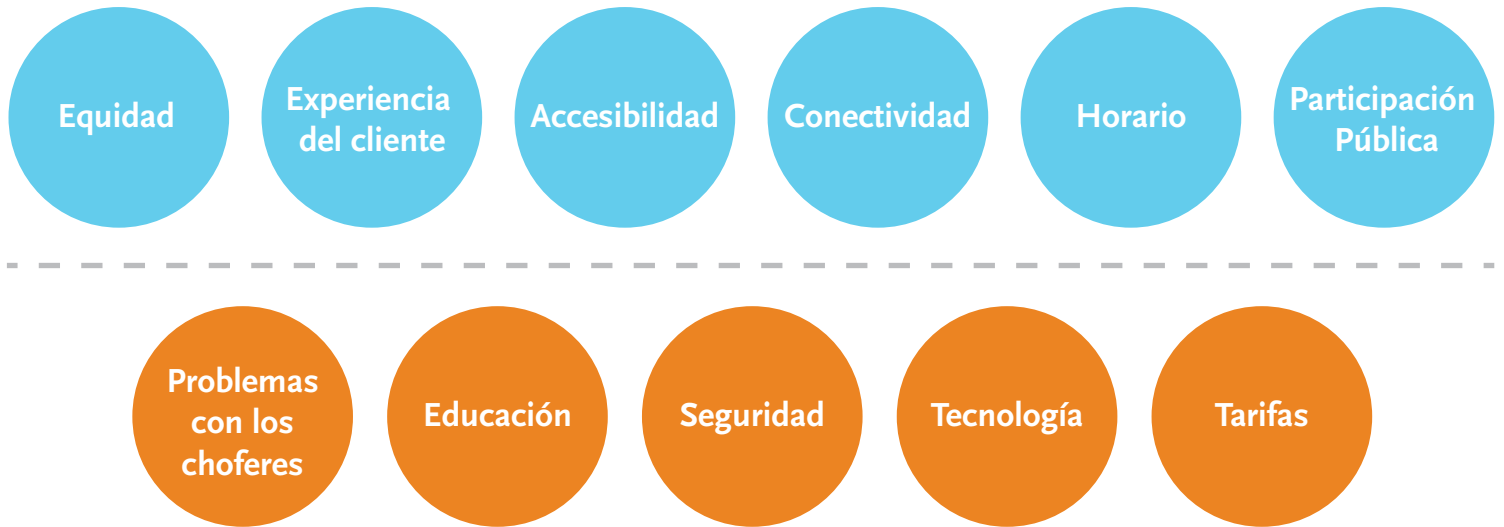 Equidad
Experiencia
del cliente
Accesibilidad
Conectividad
Horario
Participación
Pública
Problemas
con los
choferes
Educación
Seguridad
Tecnología
Tarifas